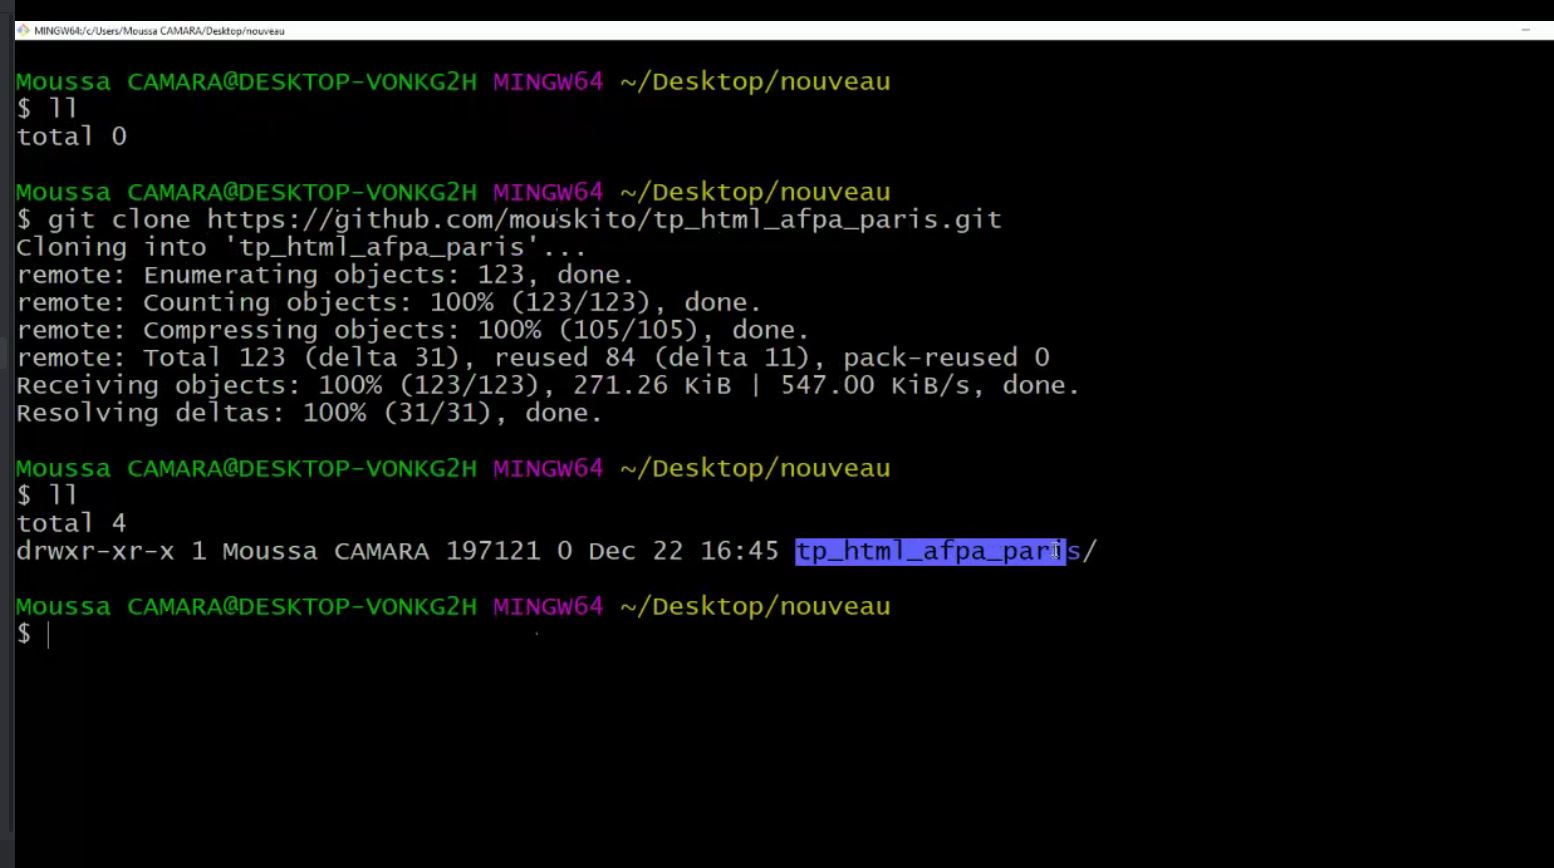 MINGW64:/c/Users/Moussa CAMARA/Desktop/nouveau
Moussa CAMARA@DESKTOP-VONKG2H MINGW64 ~/Desktop/nouveau
$ ll
total 0
Moussa CAMARA@DESKTOP-VONKG2H MINGW64 ~/Desktop/nouveau
$ git clone https://github.com/mouskito/tp_html_afpa_paris.git
Cloning into 'tp_html_afpa_paris'...
remote: Enumerating objects: 123, done.
remote: Counting objects: 100% (123/123), done.
remote: Compressing objects: 100% (105/105), done.
remote: Total 123 (delta 31), reused 84 (delta 11), pack-reused 0
Receiving objects: 100% (123/123), 271.26 KiB | 547.00 KiB/s, done.
Resolving deltas: 100% (31/31), done.
Moussa CAMARA@DESKTOP-VONKG2H MINGW64 ~/Desktop/nouveau
$ ll
total 4
drwxr-xr-x 1 Moussa CAMARA 197121 0 Dec 22 16:45 tp_html_afpa_paris/
Moussa CAMARA@DESKTOP-VONKG2H MINGW64 ~/Desktop/nouveau
$